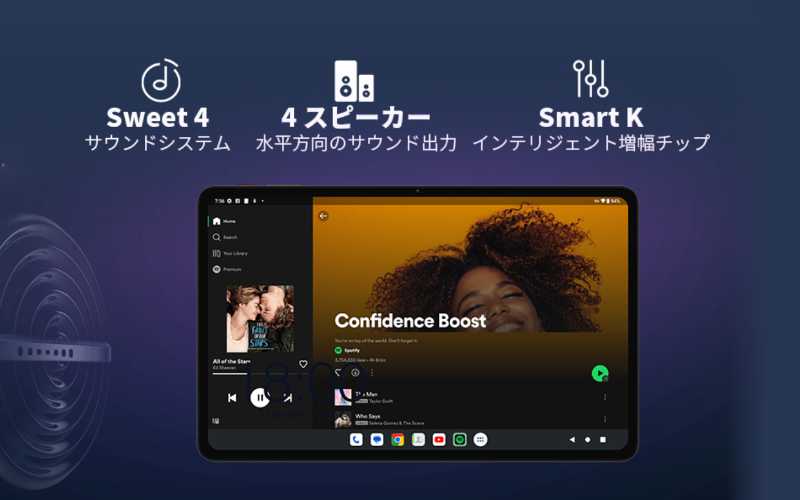 Sweet 4
サウンドシステム
4 スピーカー
水平方向のサウンド出力
Smart K
インテリジェント増幅チップ
7:36
94%
Home
Search
Your Library
Premium
All of the Stars
Ed Sheeran
Confidence Boost
You're on top of the world. Don't forget it.
Spotify
Man
Taylor Swift
Who Says
Selena Gomez & The Scene